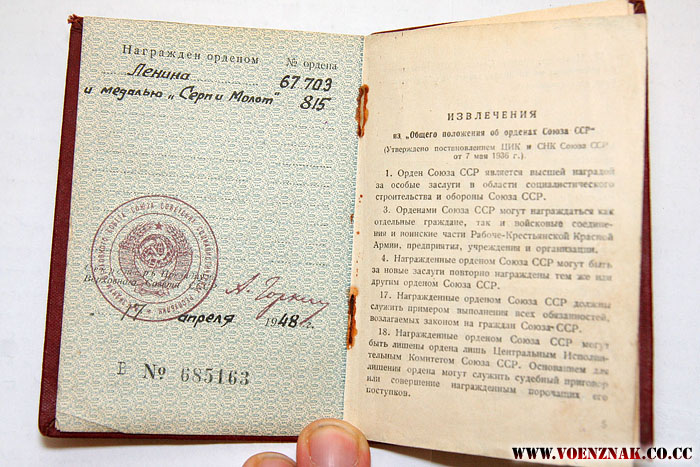 Награжден орденом № ордена
Ленина 67703
и медалью „Серп и Молот" 815
Верховного Совета СССР
А. Горкин
17 апреля 1948 г.
В № 685163
ИЗВЛЕЧЕНИЯ
из „Общего положения об орденах Союза ССР"
(Утверждено постановлением ЦИК и СНК Союза ССР
от 7 мая 1936 г.)
1. Орден Союза ССР является высшей наградой
за особые заслуги в области социалистического
строительства и обороны Союза ССР.
3. Орденами Союза ССР могут награждаться как
отдельные граждане, так и войсковые соедине-
ния и воинские части Рабоче-Крестьянской Красной
Армии, предприятия, учреждения и организации.
4. Награжденные орденом Союза ССР могут быть
за новые заслуги повторно награждены тем же или
другим орденом Союза ССР.
17. Награжденные орденом Союза ССР должны
служить примером выполнения всех обязанностей,
возлагаемых законом на граждан Союза ССР.
18. Награжденные орденом Союза ССР могут
быть лишены ордена лишь Центральным Исполни-
тельным Комитетом Союза ССР. Основанием для
лишения ордена могут служить судебный приговор
или совершение награжденным порочащих его
поступков.
5
WWW.VOENZNAK.CO.CC